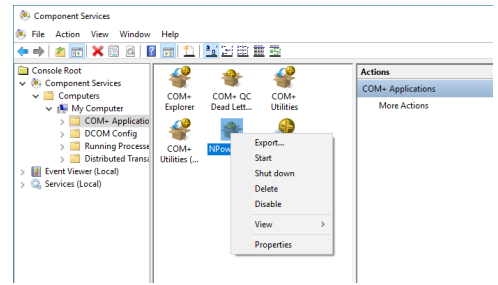 Component Services
File Action View Window Help
Console Root
Component Services
Computers
My Computer
COM+ Applicatio
DCOM Config
Running Processe
Distributed Transa
Event Viewer (Local)
Services (Local)
COM+ Explorer
COM+ QC Dead Lett...
COM+ Utilities
COM+ Utilities (...
NPow
Export...
Start
Shut down
Delete
Disable
View
Properties
Actions
COM+ Applications
More Actions